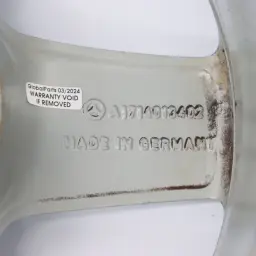 GlobalParts 03/2024
WARRANTY VOID
IF REMOVED
A1714013402
MADE IN GERMANY